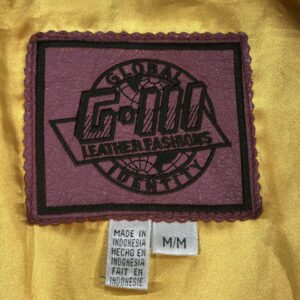 GLOBAL
G-III
LEATHER FASHIONS
IDENTITY
MADE IN
INDONESIA
HECHO EN
INDONESIA
FAIT EN
INDONESIE
M/M